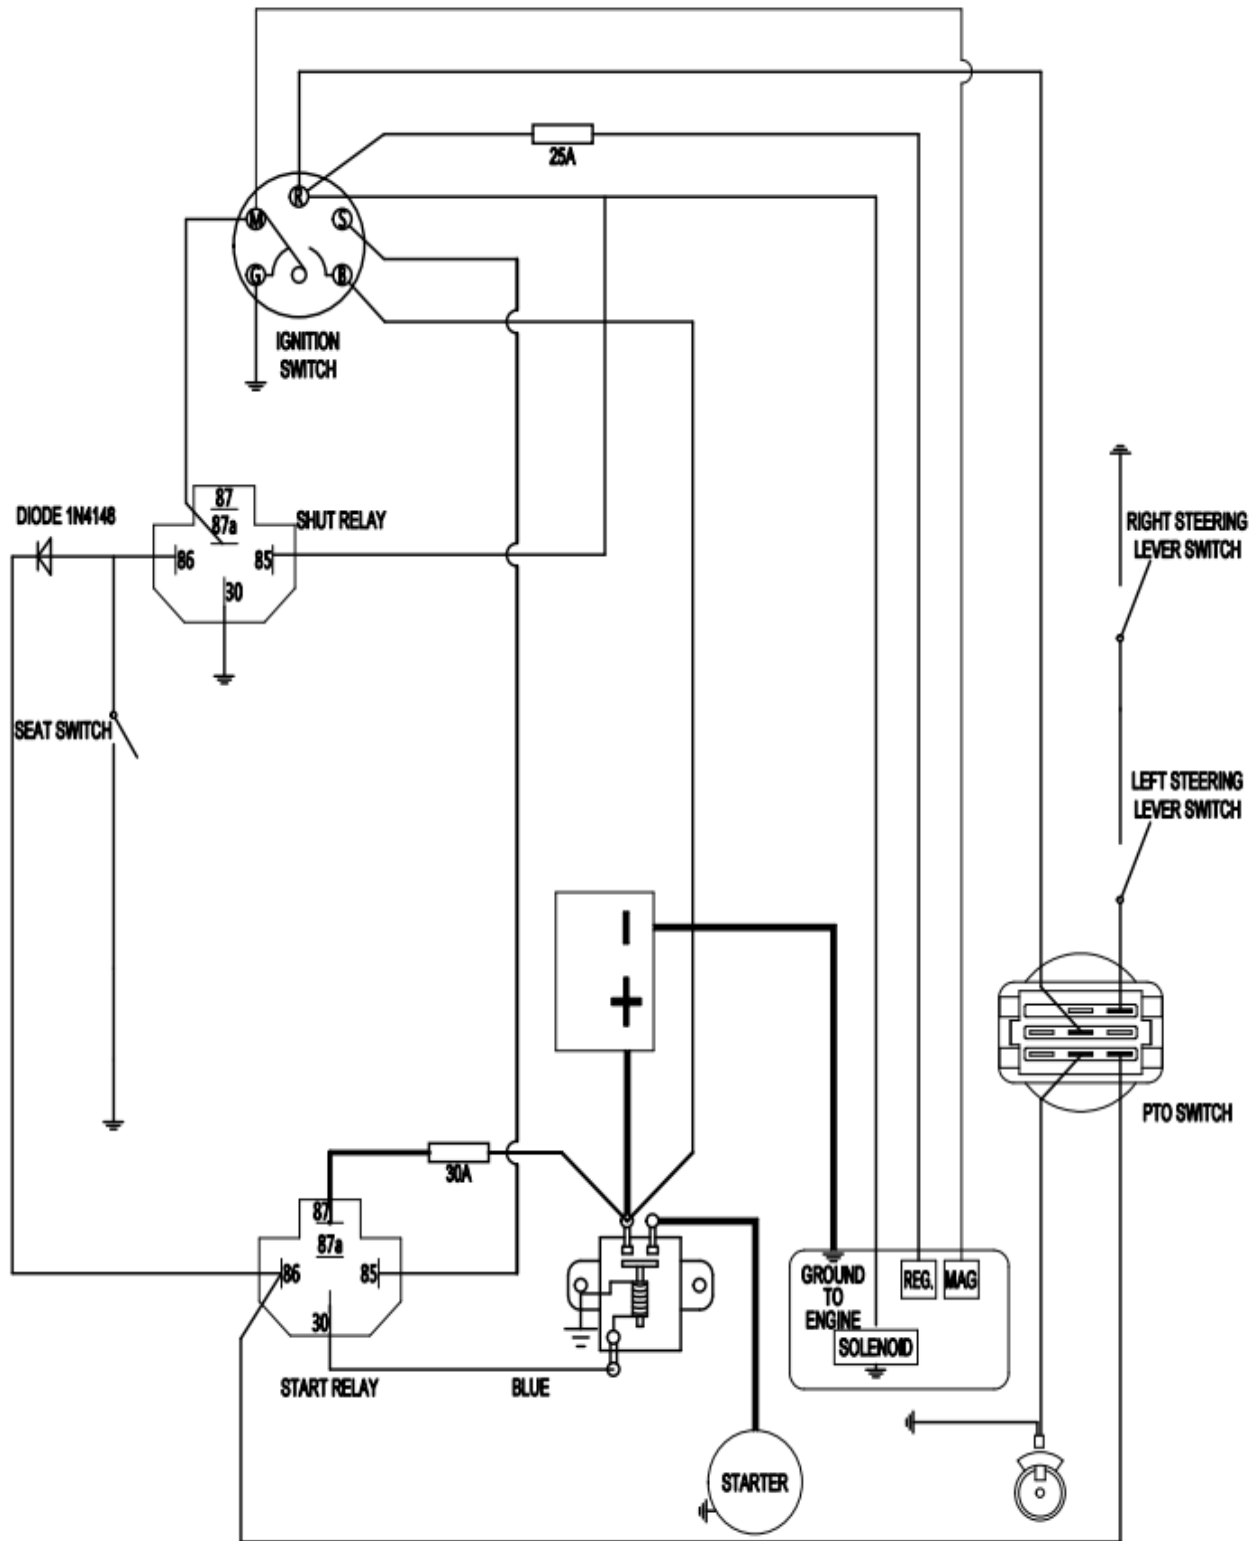 25A
R
M
S
G
B
IGNITION
SWITCH
87
87a
86
85
30
DIODE 1N4148
SHUT RELAY
SEAT SWITCH
RIGHT STEERING
LEVER SWITCH
LEFT STEERING
LEVER SWITCH
PTO SWITCH
30A
87
87a
86
85
30
START RELAY
BLUE
GROUND
TO
ENGINE
REG.
MAG
SOLENOID
STARTER